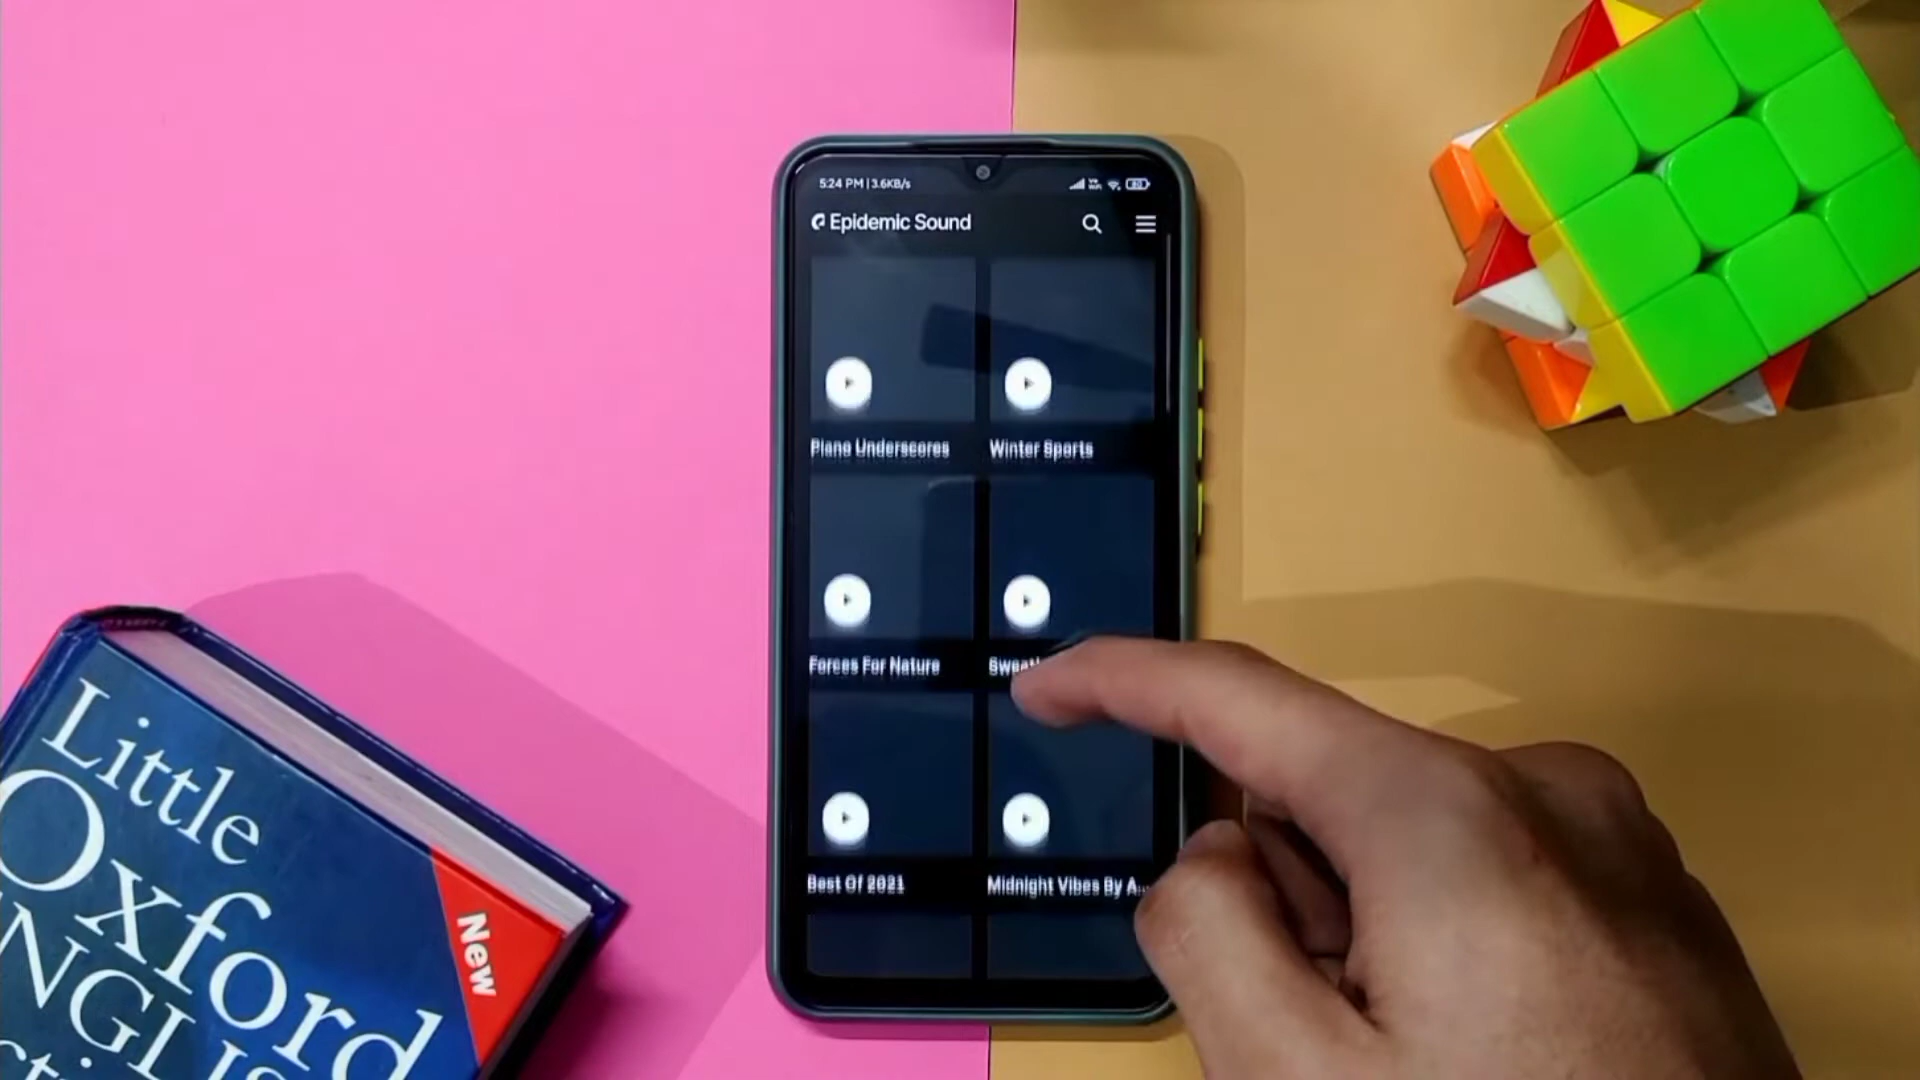 5:24 PM | 3.6KB/s
Epidemic Sound
Piano Underscores
Winter Sports
Forces For Nature
Best Of 2021
Midnight Vibes By A...
Little
Oxford
New